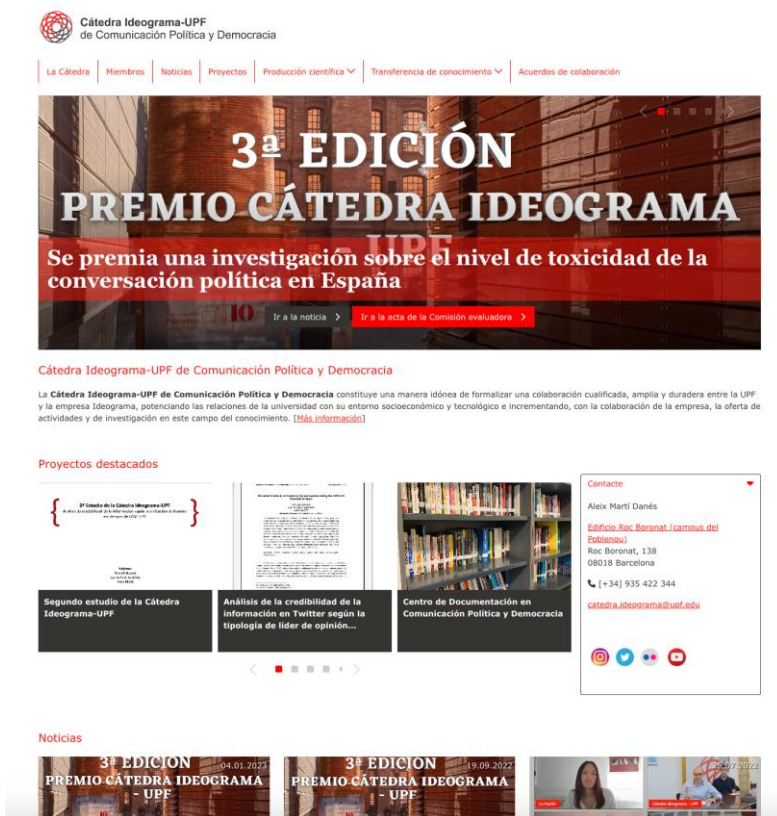 Cátedra Ideograma-UPF
de Comunicación Política y Democracia
La Cátedra
Miembros
Noticias
Proyectos
Producción científica
Transferencia de conocimiento
Acuerdos de colaboración
3ª EDICIÓN
PREMIO CÁTEDRA IDEOGRAMA
- UPF
Se premia una investigación sobre el nivel de toxicidad de la
conversación política en España
Ir a la noticia
Ir a la acta de la Comisión evaluadora
Cátedra Ideograma-UPF de Comunicación Política y Democracia
La Cátedra Ideograma-UPF de Comunicación Política y Democracia constituye una manera idónea de formalizar una colaboración cualificada, amplia y duradera entre la UPF
y la empresa Ideograma, potenciando las relaciones de la universidad con su entorno socioeconómico y tecnológico e incrementando, con la colaboración de la empresa, la oferta de
actividades y de investigación en este campo del conocimiento. [Más información]
Proyectos destacados
2º Estudio de la Cátedra Ideograma-UPF
Segundo estudio de la Cátedra
Ideograma-UPF
Análisis de la credibilidad de la
información en Twitter según la
tipología de líder de opinión...
Centro de Documentación en
Comunicación Política y Democracia
Contacte
Aleix Martí Danés
Edificio Roc Boronat (campus del
Poblenou)
Roc Boronat, 138
08018 Barcelona
[+34] 935 422 344
catedra.ideograma@upf.edu
Noticias
04.01.2023
3ª EDICIÓN
PREMIO CÁTEDRA IDEOGRAMA
- UPF
19.09.2022
3ª EDICIÓN
PREMIO CÁTEDRA IDEOGRAMA
- UPF